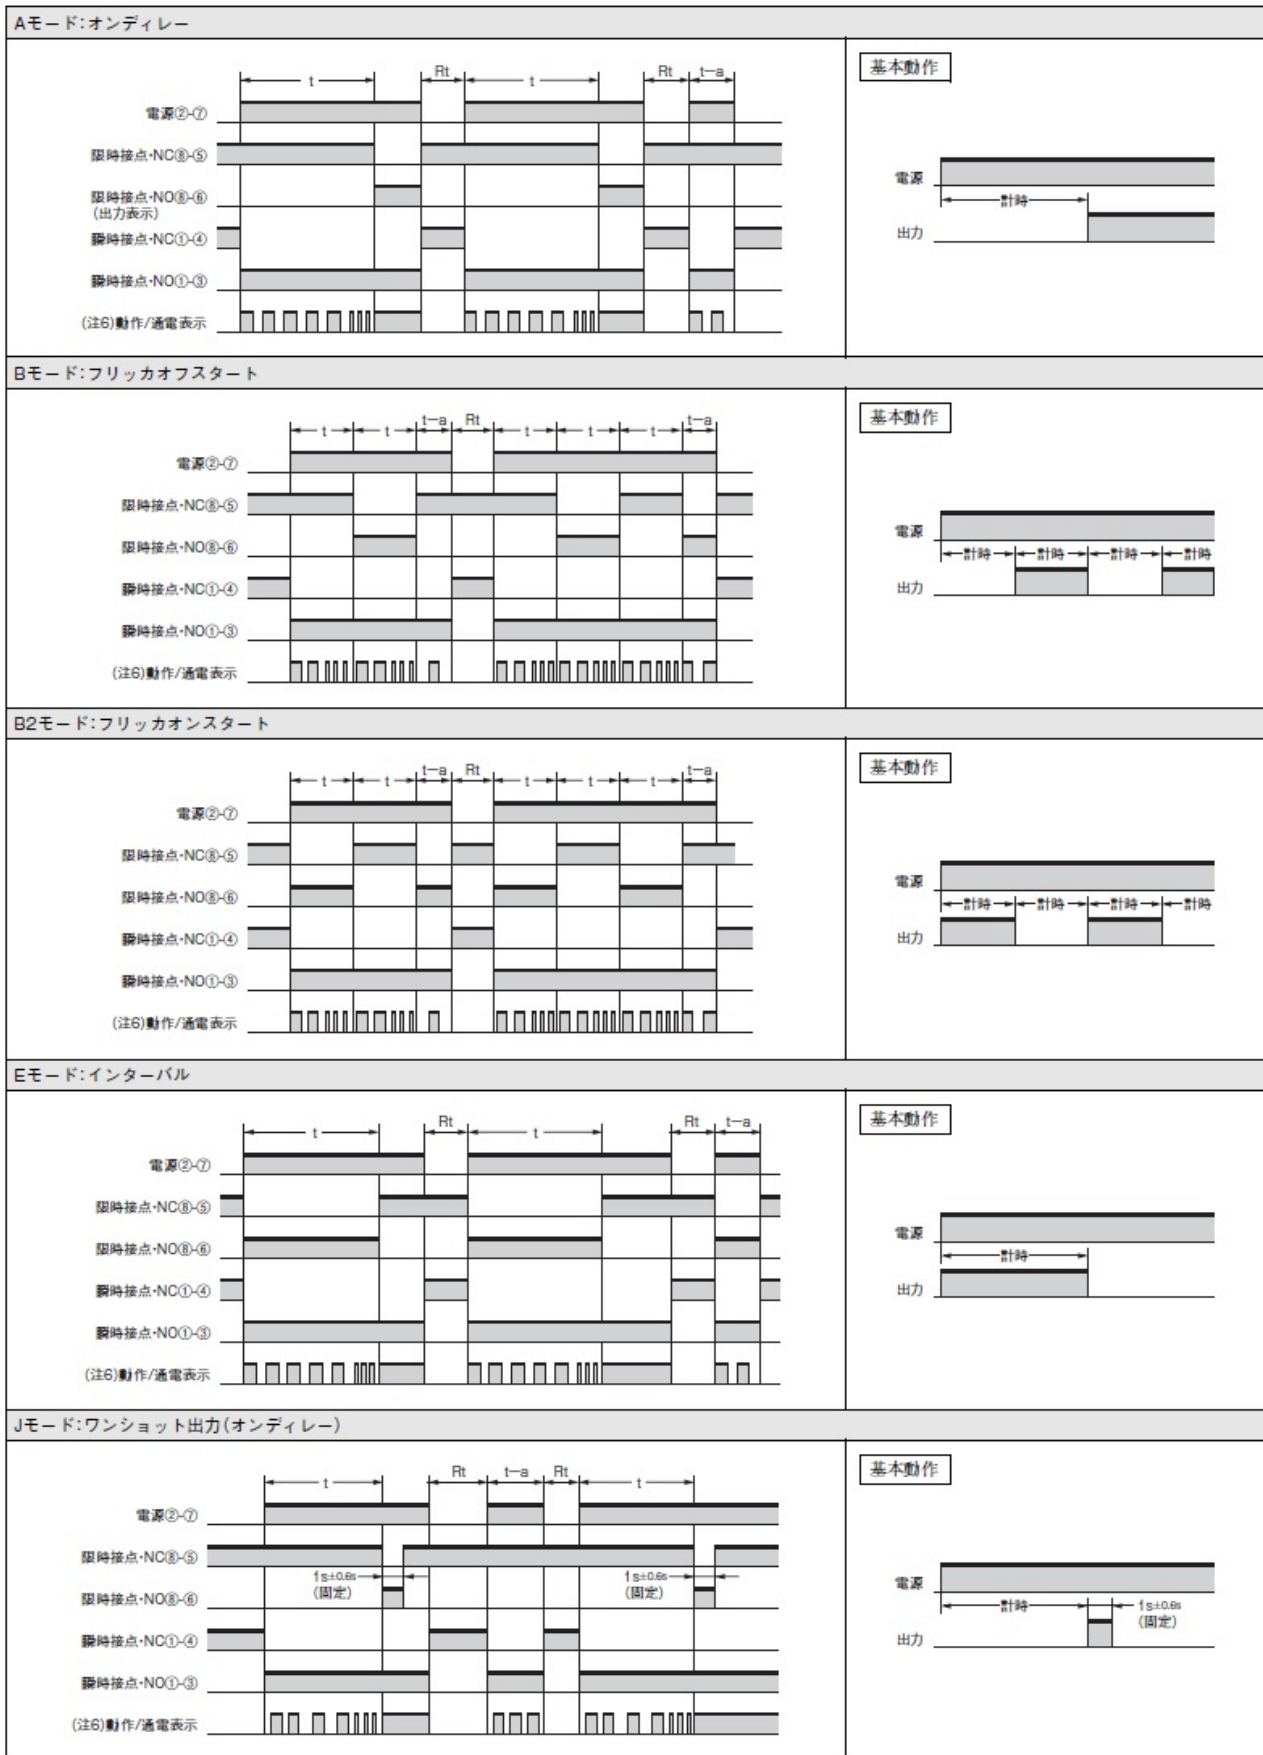 Aモード:オンディレー
基本動作
t
Rt
t
Rt
t－a
電源②-⑦
限時接点・NC⑧-⑤
限時接点・NO⑧-⑥
(出力表示)
瞬時接点・NC①-④
瞬時接点・NO①-③
(注6)動作/通電表示
電源
計時
出力
Bモード:フリッカオフスタート
基本動作
t－a Rt t－a
t t t t t
電源②-⑦
限時接点・NC⑧-⑤
限時接点・NO⑧-⑥
瞬時接点・NC①-④
瞬時接点・NO①-③
(注6)動作/通電表示
電源
計時 計時 計時 計時
出力
B2モード:フリッカオンスタート
基本動作
t－a Rt t－a
t t t t t
電源②-⑦
限時接点・NC⑧-⑤
限時接点・NO⑧-⑥
瞬時接点・NC①-④
瞬時接点・NO①-③
(注6)動作/通電表示
電源
計時 計時 計時 計時
出力
Eモード:インターバル
基本動作
t
Rt
t
Rt
t－a
電源②-⑦
限時接点・NC⑧-⑤
限時接点・NO⑧-⑥
瞬時接点・NC①-④
瞬時接点・NO①-③
(注6)動作/通電表示
電源
計時
出力
Jモード:ワンショット出力(オンディレー)
基本動作
t
Rt
t－a
Rt
t
電源②-⑦
限時接点・NC⑧-⑤
1s±0.6s
(固定)
1s±0.6s
(固定)
限時接点・NO⑧-⑥
瞬時接点・NC①-④
瞬時接点・NO①-③
(注6)動作/通電表示
電源
計時
1s±0.6s
(固定)
出力